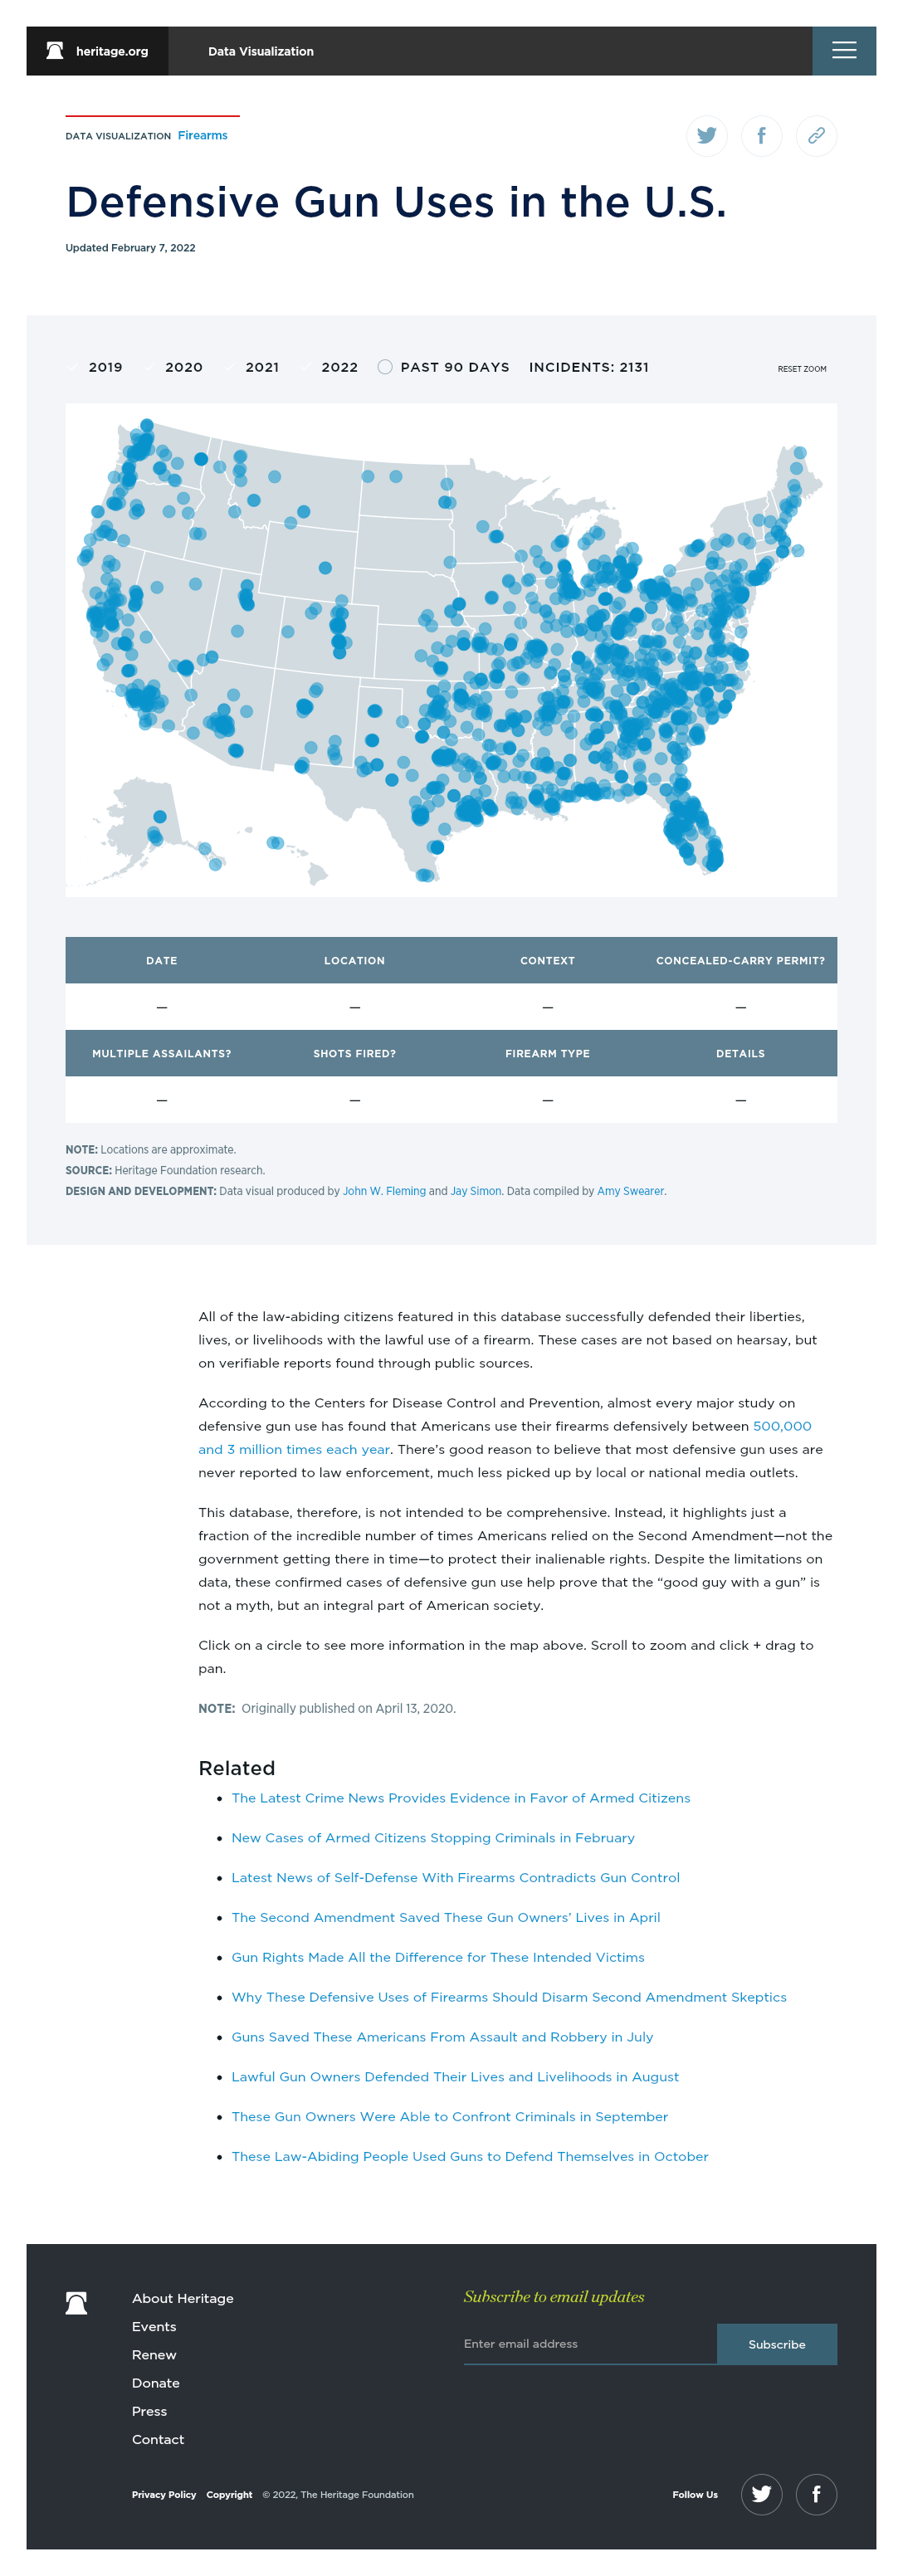 heritage.org
Data Visualization
DATA VISUALIZATION Firearms
Defensive Gun Uses in the U.S.
Updated February 7, 2022
2019 2020 2021 2022 PAST 90 DAYS INCIDENTS: 2131 RESET ZOOM
DATE LOCATION CONTEXT CONCEALED-CARRY PERMIT?
— — — —
MULTIPLE ASSAILANTS? SHOTS FIRED? FIREARM TYPE DETAILS
— — — —
NOTE: Locations are approximate.
SOURCE: Heritage Foundation research.
DESIGN AND DEVELOPMENT: Data visual produced by John W. Fleming and Jay Simon. Data compiled by Amy Swearer.
All of the law-abiding citizens featured in this database successfully defended their liberties,
lives, or livelihoods with the lawful use of a firearm. These cases are not based on hearsay, but
on verifiable reports found through public sources.
According to the Centers for Disease Control and Prevention, almost every major study on
defensive gun use has found that Americans use their firearms defensively between 500,000
and 3 million times each year. There’s good reason to believe that most defensive gun uses are
never reported to law enforcement, much less picked up by local or national media outlets.
This database, therefore, is not intended to be comprehensive. Instead, it highlights just a
fraction of the incredible number of times Americans relied on the Second Amendment—not the
government getting there in time—to protect their inalienable rights. Despite the limitations on
data, these confirmed cases of defensive gun use help prove that the “good guy with a gun” is
not a myth, but an integral part of American society.
Click on a circle to see more information in the map above. Scroll to zoom and click + drag to
pan.
NOTE: Originally published on April 13, 2020.
Related
The Latest Crime News Provides Evidence in Favor of Armed Citizens
New Cases of Armed Citizens Stopping Criminals in February
Latest News of Self-Defense With Firearms Contradicts Gun Control
The Second Amendment Saved These Gun Owners’ Lives in April
Gun Rights Made All the Difference for These Intended Victims
Why These Defensive Uses of Firearms Should Disarm Second Amendment Skeptics
Guns Saved These Americans From Assault and Robbery in July
Lawful Gun Owners Defended Their Lives and Livelihoods in August
These Gun Owners Were Able to Confront Criminals in September
These Law-Abiding People Used Guns to Defend Themselves in October
About Heritage
Events
Renew
Donate
Press
Contact
Subscribe to email updates
Enter email address Subscribe
Privacy Policy Copyright © 2022, The Heritage Foundation
Follow Us